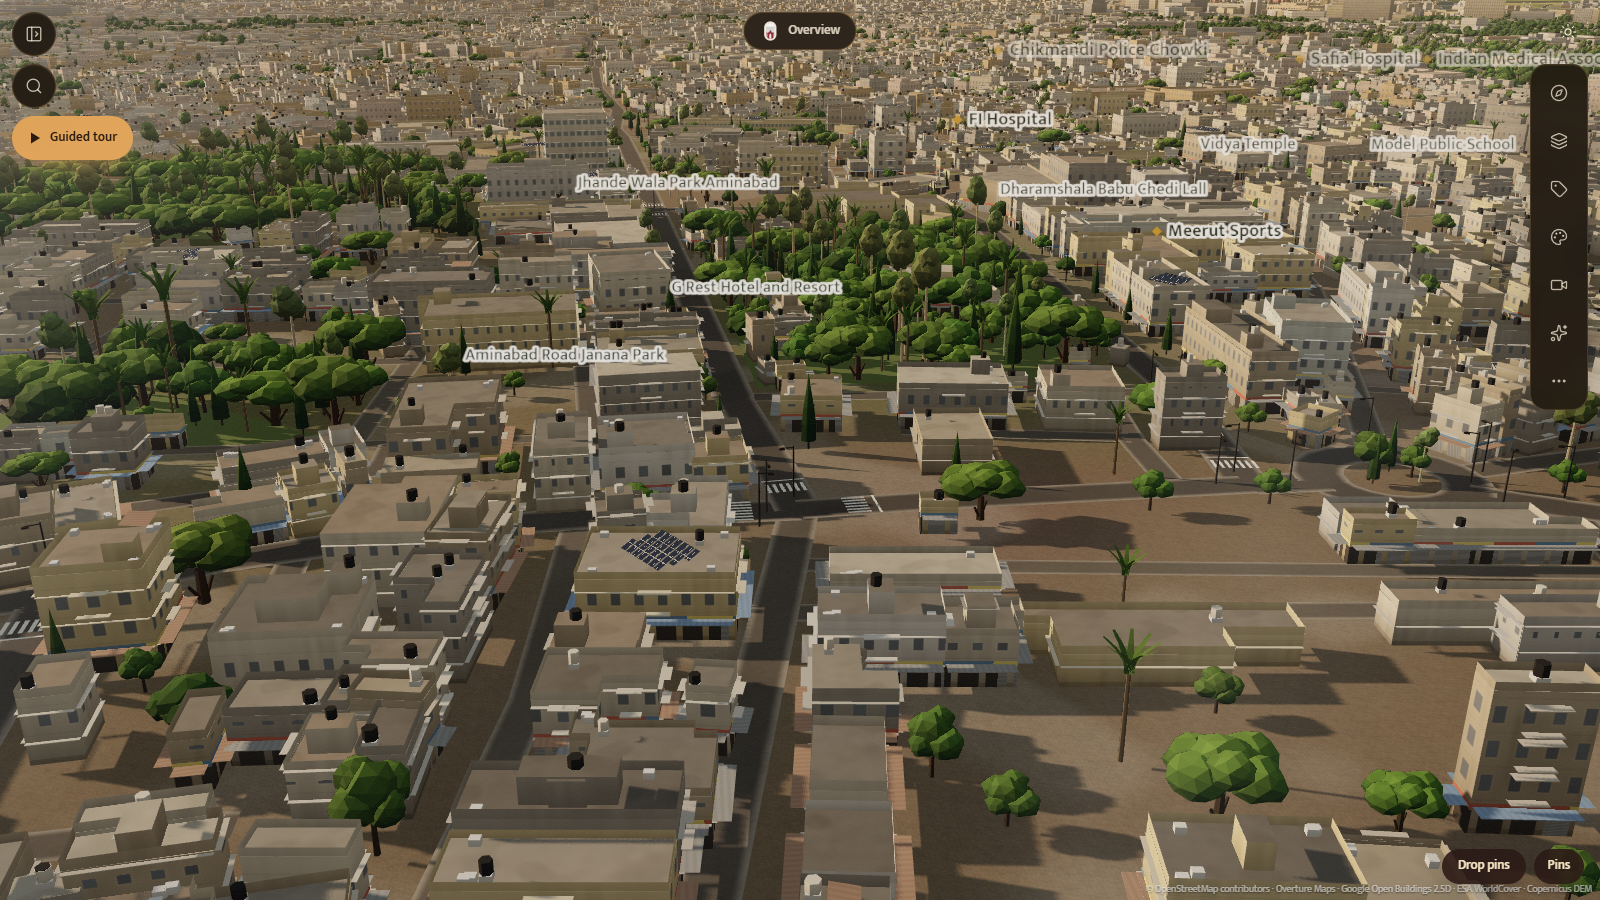 Overview
Chikmandi Police Chowki
Safia Hospital
Indian Medical Assoc
Guided tour
FI Hospital
Vidya Temple
Model Public School
Jhande Wala Park Aminabad
Dharamshala Babu Chedi Lall
Meerut Sports
G Rest Hotel and Resort
Aminabad Road Janana Park
Drop pins
Pins
© OpenStreetMap contributors · Overture Maps · Google Open Buildings 2.5D · ESA WorldCover · Copernicus DEM